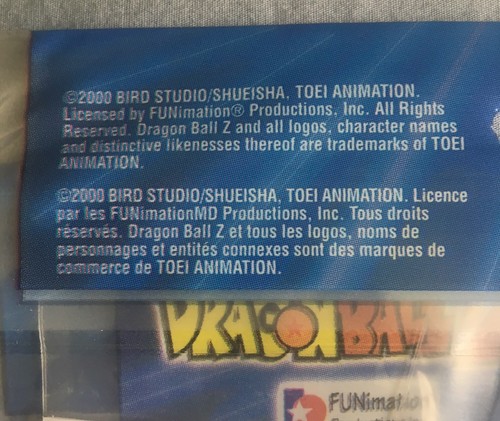 ©2000 BIRD STUDIO/SHUEISHA, TOEI ANIMATION.
Licensed by FUNimation® Productions, Inc. All Rights
Reserved. Dragon Ball Z and all logos, character names
and distinctive likenesses thereof are trademarks of TOEI
ANIMATION.
©2000 BIRD STUDIO/SHUEISHA, TOEI ANIMATION. Licence
par les FUNimationMD Productions, Inc. Tous droits
réservés. Dragon Ball Z et tous les logos, noms de
personnages et entités connexes sont des marques de
commerce de TOEI ANIMATION.
DRAGON BALL
FUNimation